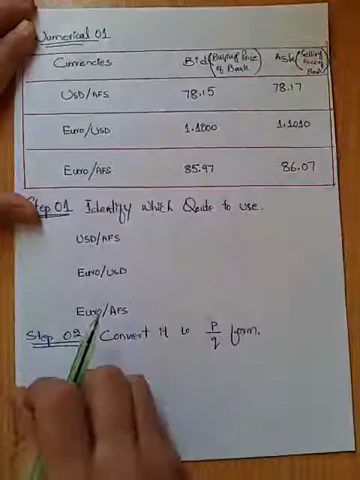 Numerical 01
Currencies Bid (Buying Price of Bank) Ask (Selling Price of Bank)
USD/AFS 78.15 78.17
Euro/USD 1.1000 1.1010
Euro/AFS 85.97 86.07
Step 01 Identify which Quote to use.
USD/AFS
Euro/USD
Euro/AFS
Step 02 Convert it to P/q form.